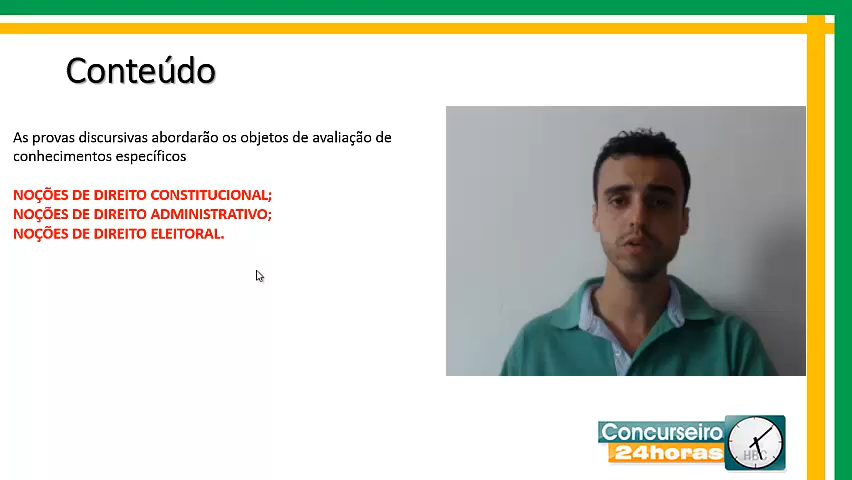 Conteúdo
As provas discursivas abordarão os objetos de avaliação de
conhecimentos específicos
NOÇÕES DE DIREITO CONSTITUCIONAL;
NOÇÕES DE DIREITO ADMINISTRATIVO;
NOÇÕES DE DIREITO ELEITORAL.
Concurseiro
24horas
HBC